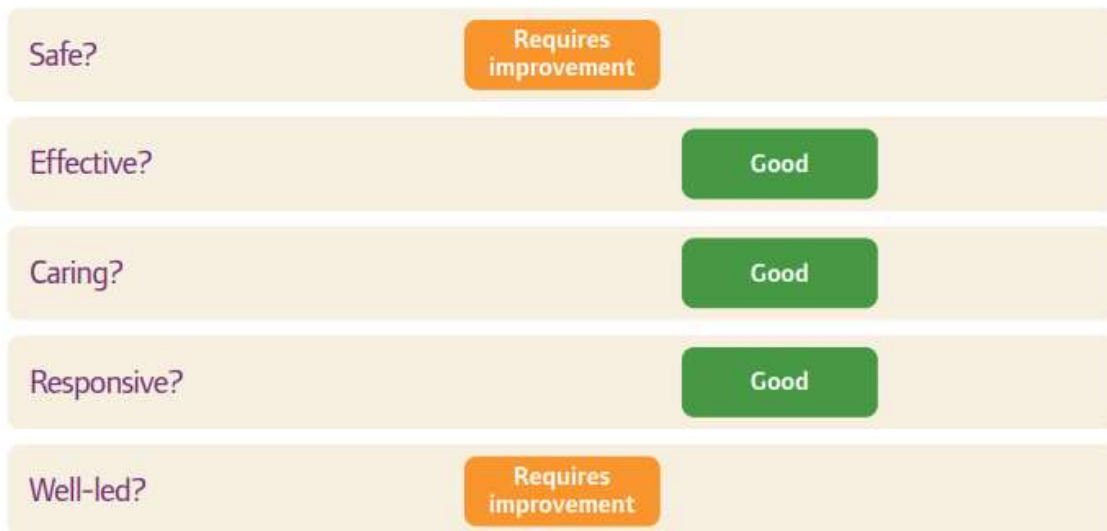 Safe?
Requires
improvement
Effective?
Good
Caring?
Good
Responsive?
Good
Well-led?
Requires
improvement